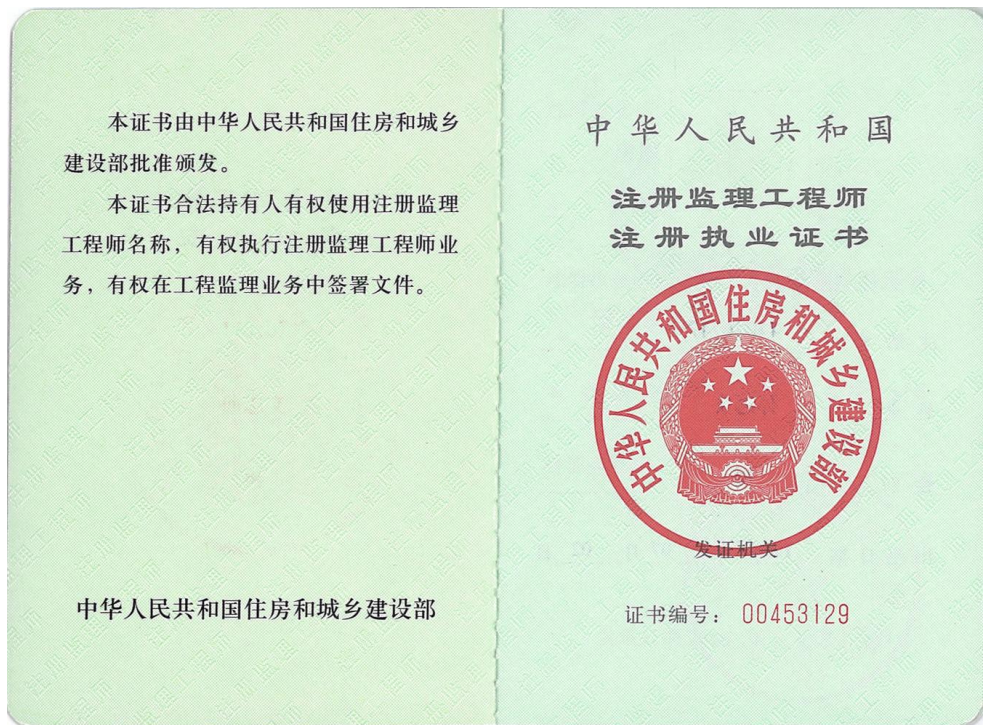 本证书由中华人民共和国住房和城乡
建设部批准颁发。
本证书合法持有人有权使用注册监理
工程师名称，有权执行注册监理工程师业
务，有权在工程监理业务中签署文件。
中华人民共和国住房和城乡建设部
中华人民共和国
注册监理工程师
注册执业证书
中华人民共和国住房和城乡建设部
发证机关
证书编号： 00453129